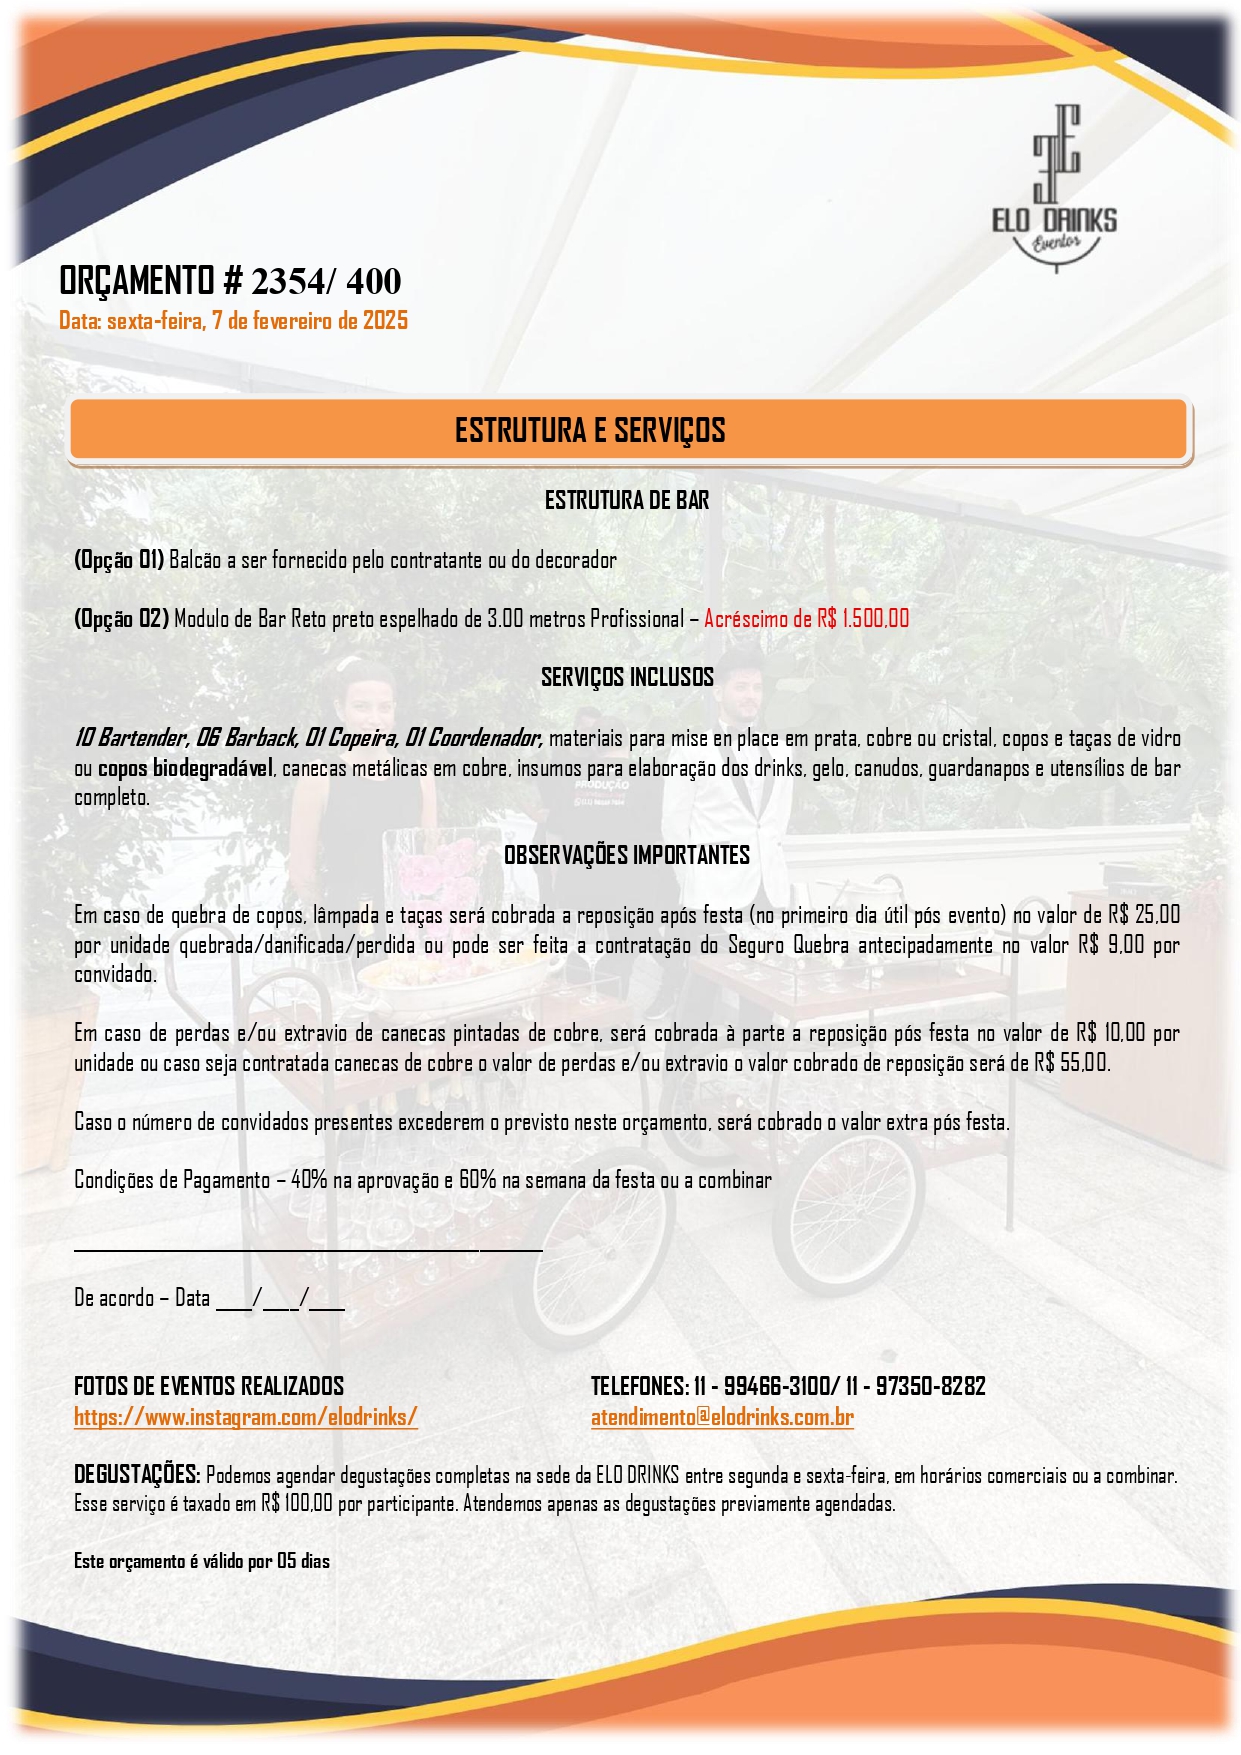 ELO DRINKS
Eventos
ORÇAMENTO # 2354/ 400
Data: sexta-feira, 7 de fevereiro de 2025
ESTRUTURA E SERVIÇOS
ESTRUTURA DE BAR
(Opção 01) Balcão a ser fornecido pelo contratante ou do decorador
(Opção 02) Modulo de Bar Reto preto espelhado de 3.00 metros Profissional – Acréscimo de R$ 1.500,00
SERVIÇOS INCLUSOS
10 Bartender, 06 Barback, 01 Copeira, 01 Coordenador, materiais para mise en place em prata, cobre ou cristal, copos e taças de vidro
ou copos biodegradável, canecas metálicas em cobre, insumos para elaboração dos drinks, gelo, canudos, guardanapos e utensílios de bar
completo.
PRODUÇÃO
OBSERVAÇÕES IMPORTANTES
Em caso de quebra de copos, lâmpada e taças será cobrada a reposição após festa (no primeiro dia útil pós evento) no valor de R$ 25,00
por unidade quebrada/danificada/perdida ou pode ser feita a contratação do Seguro Quebra antecipadamente no valor R$ 9,00 por
convidado.
Em caso de perdas e/ou extravio de canecas pintadas de cobre, será cobrada à parte a reposição pós festa no valor de R$ 10,00 por
unidade ou caso seja contratada canecas de cobre o valor de perdas e/ou extravio o valor cobrado de reposição será de R$ 55,00.
Caso o número de convidados presentes excederem o previsto neste orçamento, será cobrado o valor extra pós festa.
Condições de Pagamento – 40% na aprovação e 60% na semana da festa ou a combinar
De acordo – Data ___/___/___
FOTOS DE EVENTOS REALIZADOS
https://www.instagram.com/elodrinks/
TELEFONES: 11 - 99466-3100/ 11 - 97350-8282
atendimento@elodrinks.com.br
DEGUSTAÇÕES: Podemos agendar degustações completas na sede da ELO DRINKS entre segunda e sexta-feira, em horários comerciais ou a combinar.
Esse serviço é taxado em R$ 100,00 por participante. Atendemos apenas as degustações previamente agendadas.
Este orçamento é válido por 05 dias